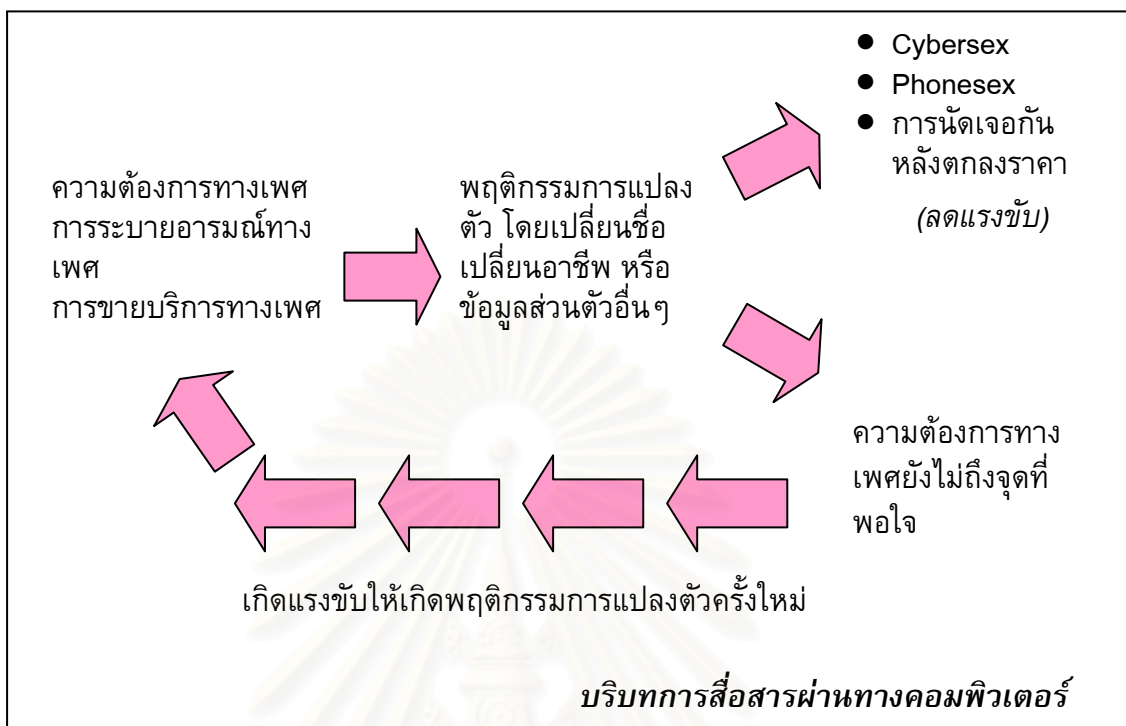 ความต้องการทางเพศ
การระบายอารมณ์ทาง
เพศ
การขายบริการทางเพศ
พฤติกรรมการแปลง
ตัว โดยเปลี่ยนชื่อ
เปลี่ยนอาชีพ หรือ
ข้อมูลส่วนตัวอื่นๆ
● Cybersex
● Phonesex
● การนัดเจอกัน
หลังตกลงราคา
(ลดแรงขับ)
ความต้องการทาง
เพศยังไม่ถึงจุดที่
พอใจ
เกิดแรงขับให้เกิดพฤติกรรมการแปลงตัวครั้งใหม่
บริบทการสื่อสารผ่านทางคอมพิวเตอร์